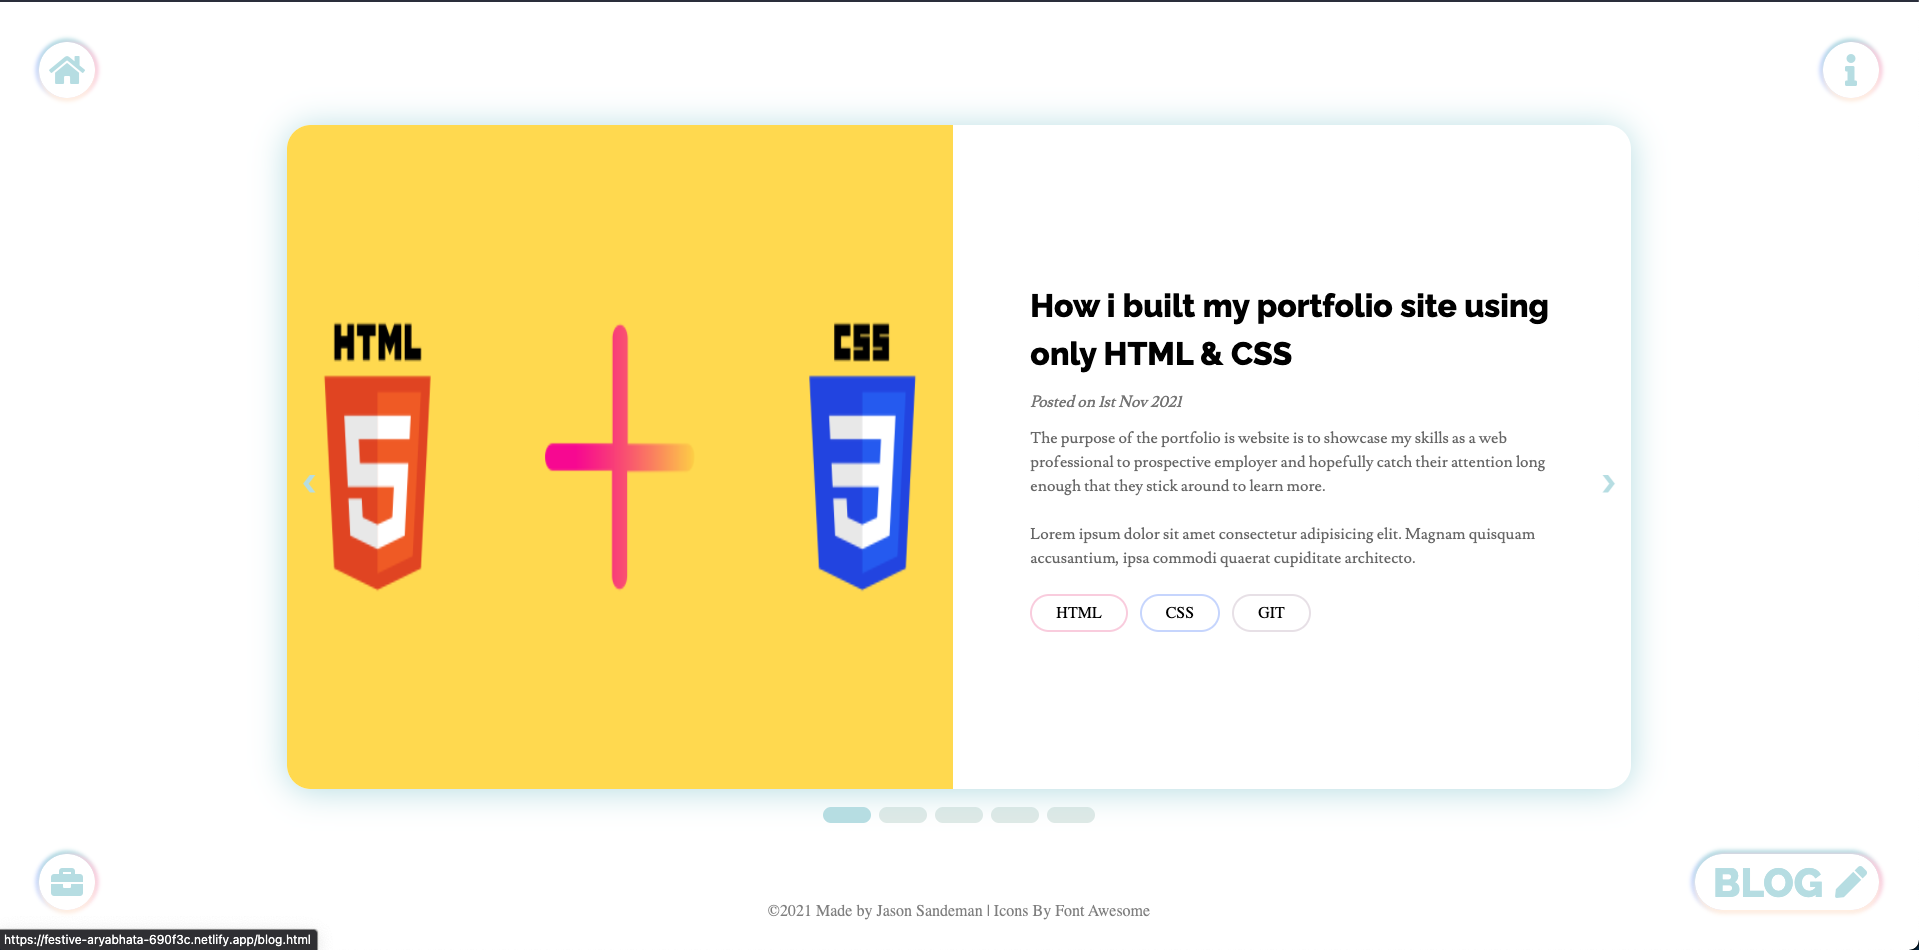 HTML
CSS
How i built my portfolio site using
only HTML & CSS
Posted on 1st Nov 2021
The purpose of the portfolio is website is to showcase my skills as a web
professional to prospective employer and hopefully catch their attention long
enough that they stick around to learn more.
Lorem ipsum dolor sit amet consectetur adipisicing elit. Magnam quisquam
accusantium, ipsa commodi quaerat cupiditate architecto.
HTML CSS GIT
BLOG
©2021 Made by Jason Sandeman | Icons By Font Awesome
https://festive-aryabhata-690f3c.netlify.app/blog.html